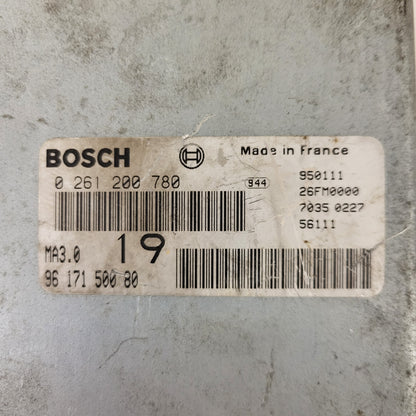 BOSCH
Made in France
0 261 200 780
944
950111
26FM0000
7035 0227
56111
MA3.0
19
96 171 500 80